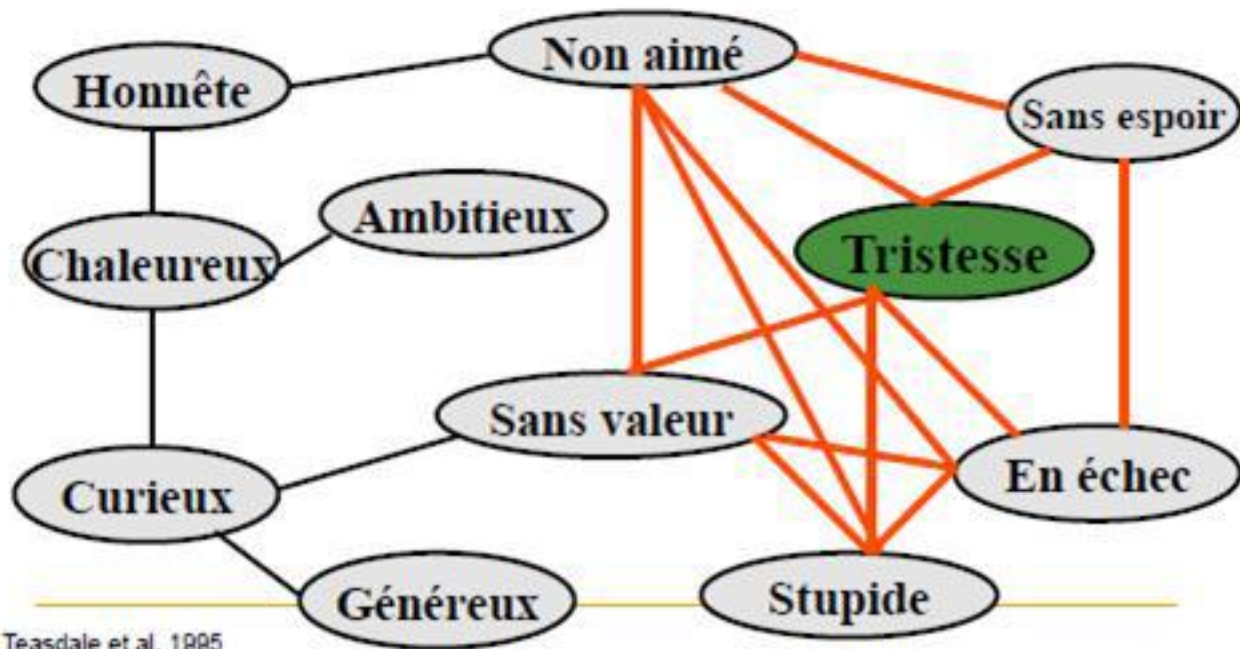 Non aimé
Honnête
Sans espoir
Ambitieux
Chaleureux
Tristesse
Sans valeur
En échec
Curieux
Stupide
Généreux
Teasdale et al. 1995